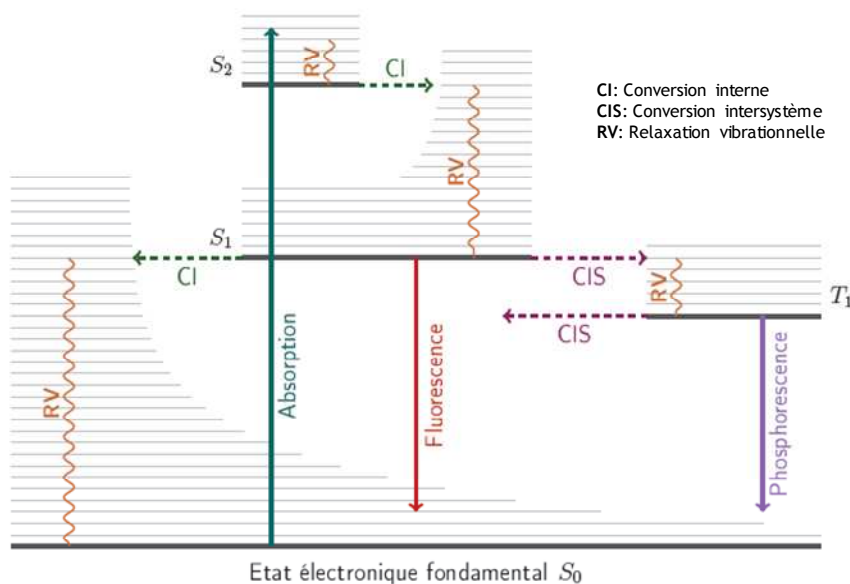 S2
RV
CI
CI: Conversion interne
CIS: Conversion intersystème
RV: Relaxation vibrationnelle
RV
S1
CI
CIS
RV
T1
CIS
RV
Absorption
Fluorescence
Phosphorescence
Etat électronique fondamental S0